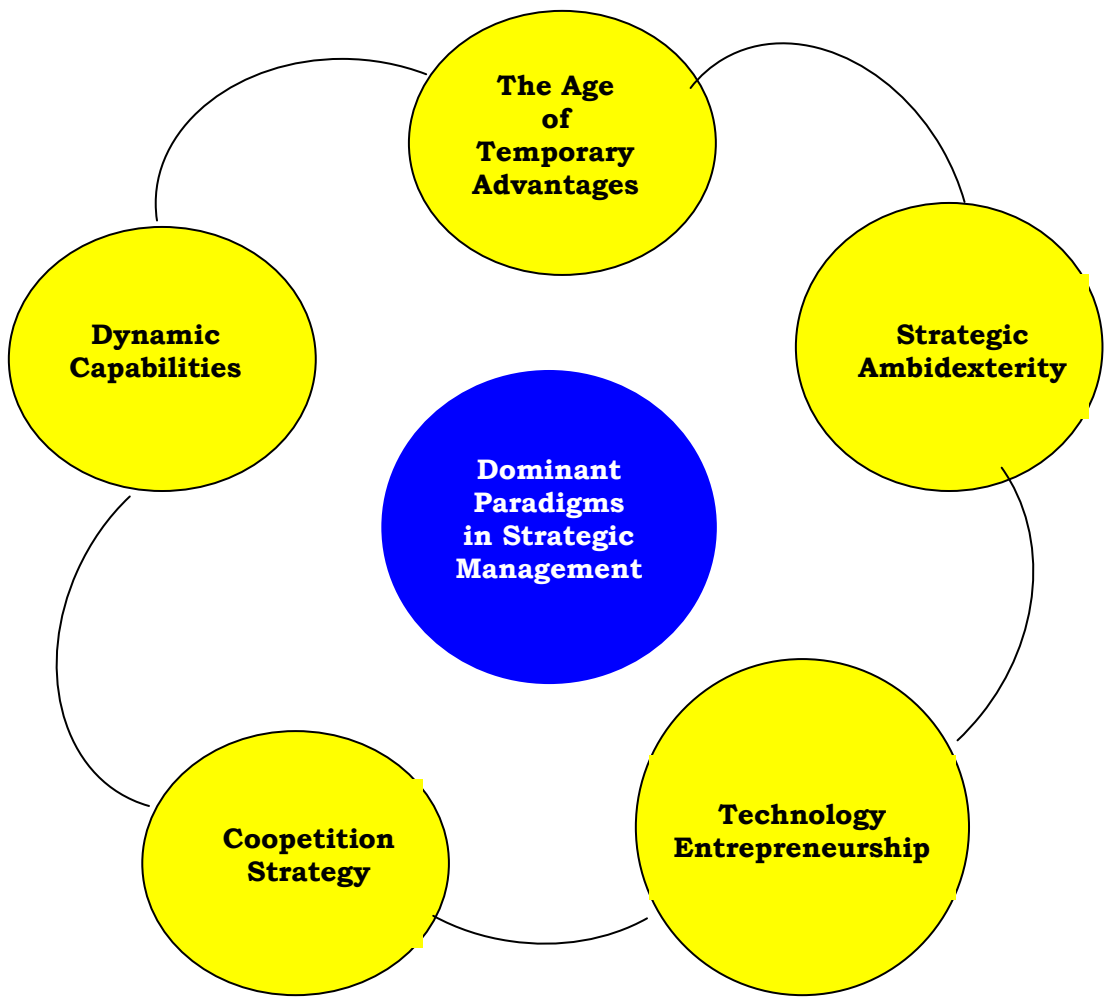 The Age
of
Temporary
Advantages
Strategic
Ambidexterity
Dynamic
Capabilities
Dominant
Paradigms
in Strategic
Management
Technology
Entrepreneurship
Coopetition
Strategy